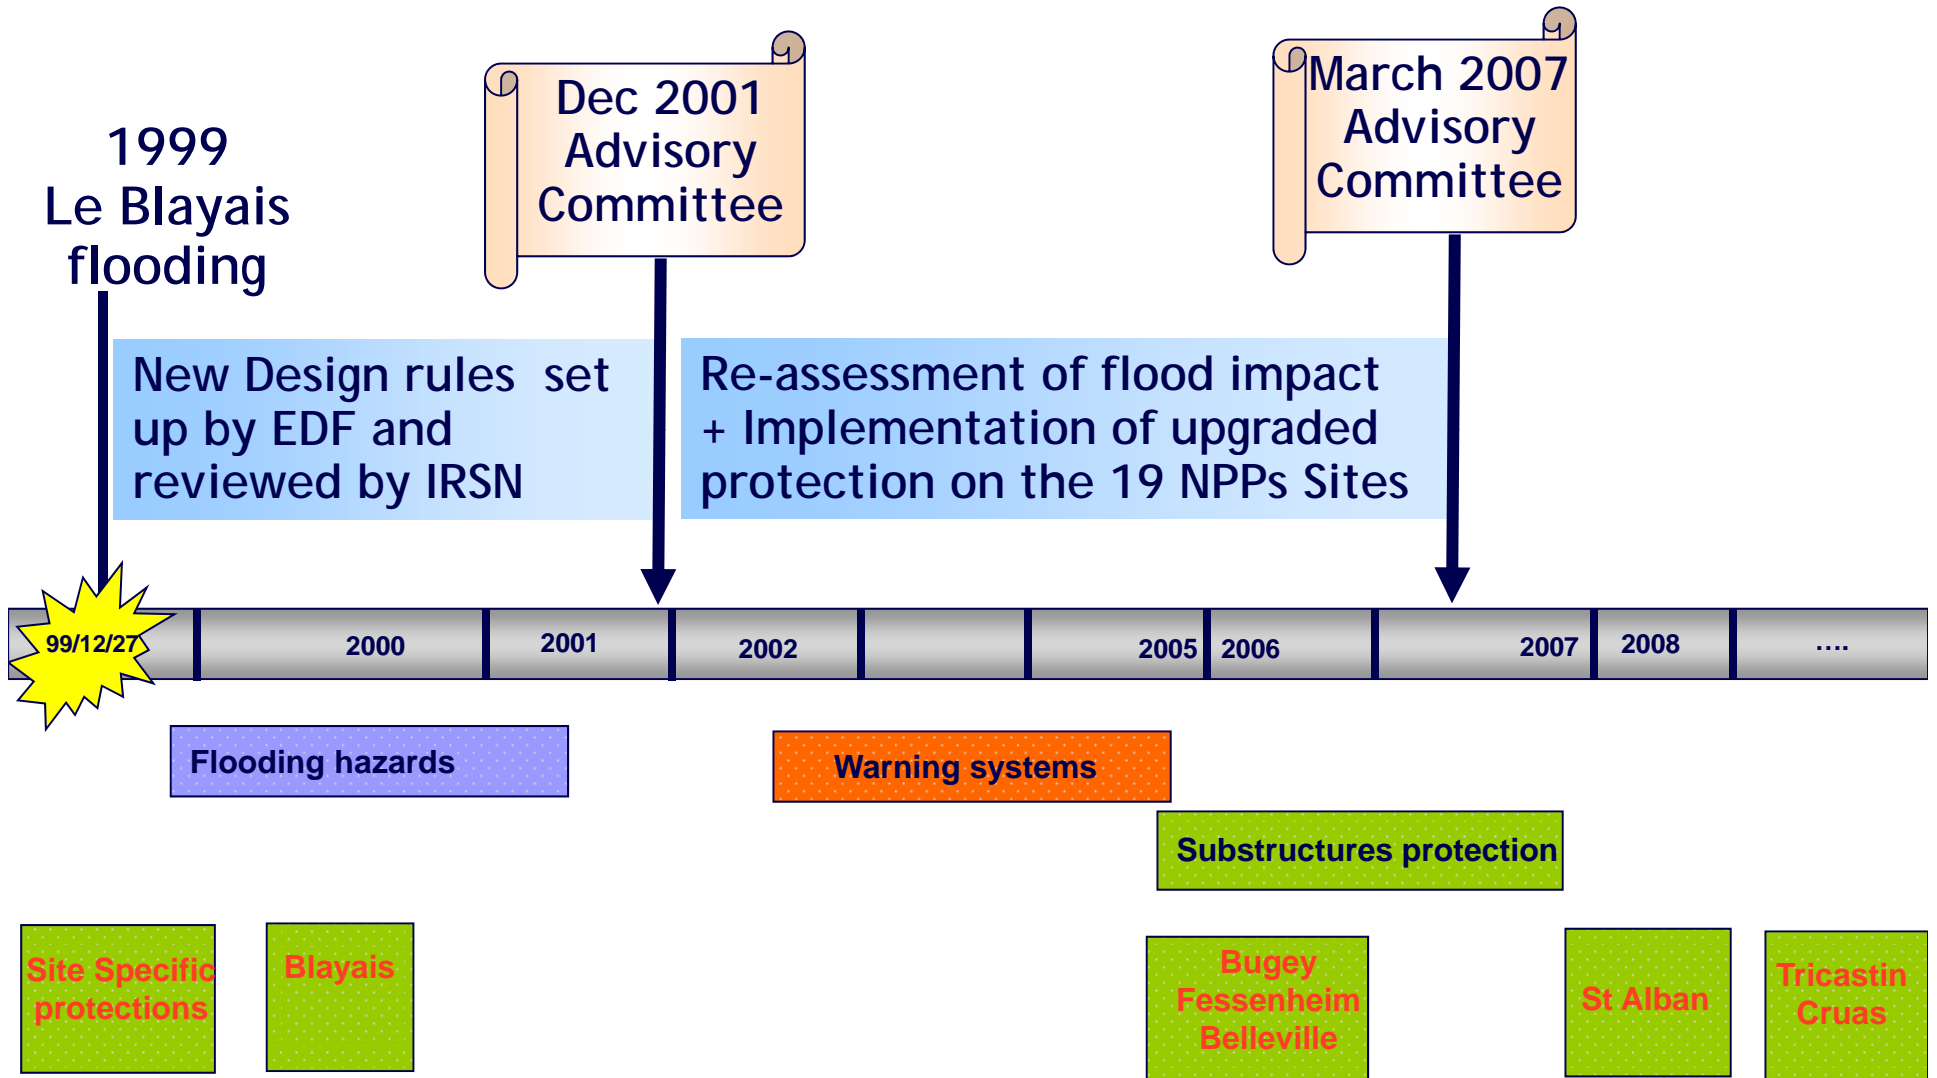 1999
Le Blayais
flooding
Dec 2001
Advisory
Committee
March 2007
Advisory
Committee
New Design rules set
up by EDF and
reviewed by IRSN
Re-assessment of flood impact
+ Implementation of upgraded
protection on the 19 NPPs Sites
99/12/27
2000
2001
2002
2005
2006
2007
2008
....
Flooding hazards
Warning systems
Substructures protection
Site Specific
protections
Blayais
Bugey
Fessenheim
Belleville
St Alban
Tricastin
Cruas